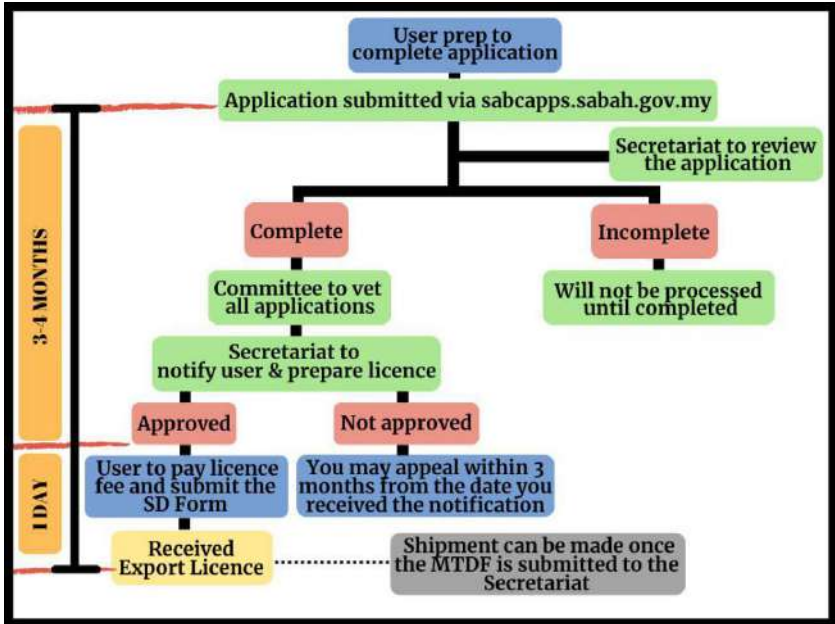 User prep to
complete application
Application submitted via sabcapps.sabah.gov.my
Secretariat to review
the application
Complete
Incomplete
Committee to vet
all applications
Will not be processed
until completed
3-4 MONTHS
Secretariat to
notify user & prepare licence
Approved
Not approved
1 DAY
User to pay licence
fee and submit the
SD Form
You may appeal within 3
months from the date you
received the notification
Received
Export Licence
Shipment can be made once
the MTDF is submitted to the
Secretariat